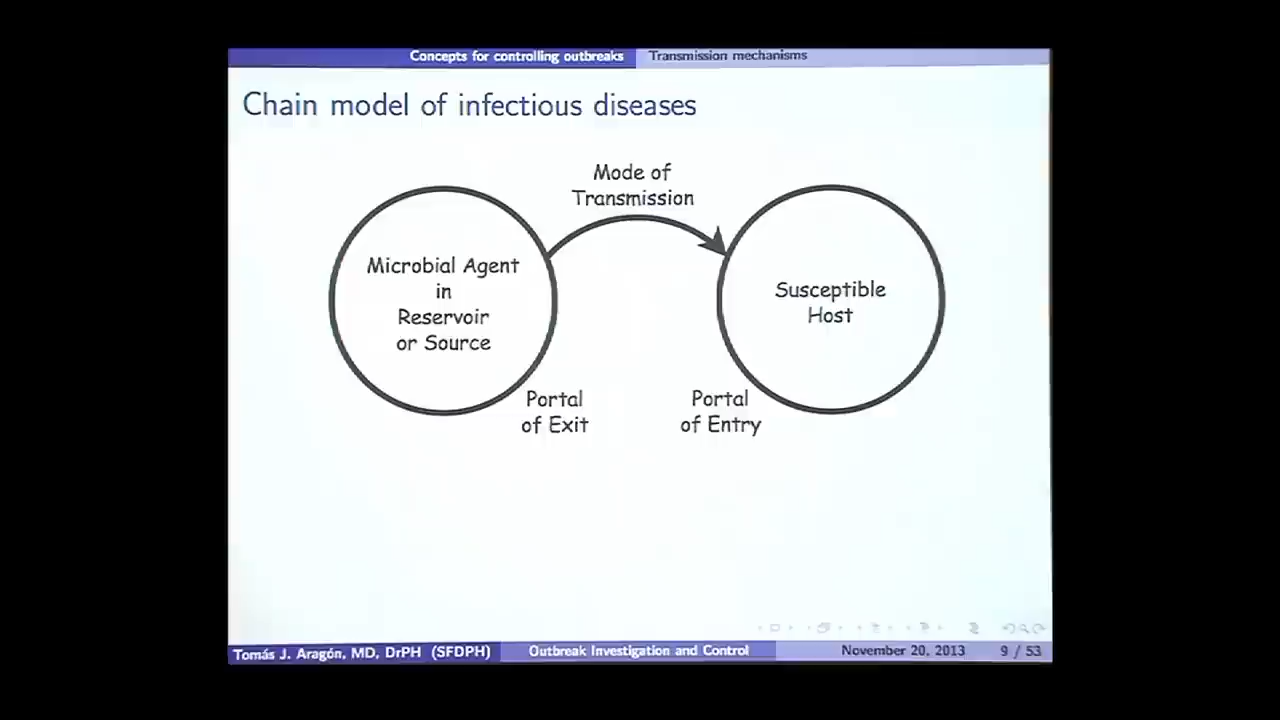 Concepts for controlling outbreaks Transmission mechanisms
Chain model of infectious diseases
Mode of
Transmission
Microbial Agent
in
Reservoir
or Source
Susceptible
Host
Portal
of Exit
Portal
of Entry
Tomás J. Aragón, MD, DrPH (SFDPH) Outbreak Investigation and Control November 20, 2013 9 / 53